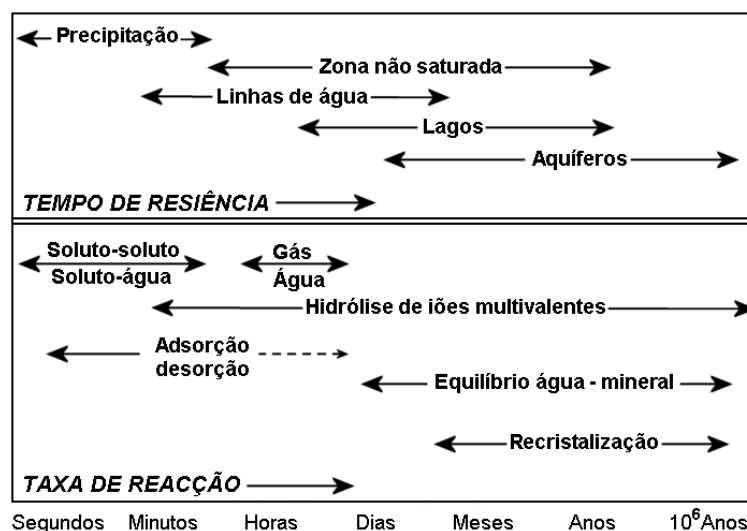 Precipitação
Zona não saturada
Linhas de água
Lagos
Aquíferos
TEMPO DE RESIÊNCIA
Soluto-soluto
Soluto-água
Gás
Água
Hidrólise de iões multivalentes
Adsorção
desorção
Equilíbrio água - mineral
Recristalização
TAXA DE REACÇÃO
Segundos Minutos Horas Dias Meses Anos 10⁶Anos